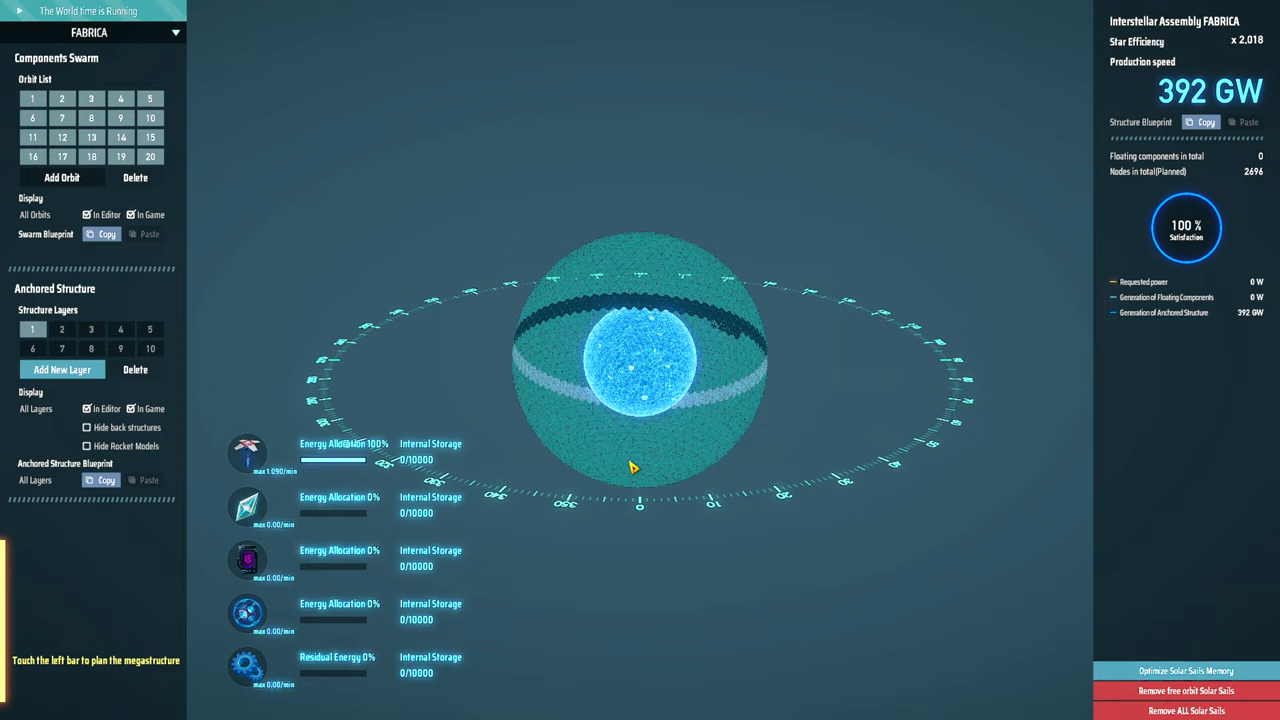 The World time is Running
FABRICA
Components Swarm
Orbit List
1 2 3 4 5
6 7 8 9 10
11 12 13 14 15
16 17 18 19 20
Add Orbit Delete
Display
All Orbits In Editor In Game
Swarm Blueprint Copy Paste
Anchored Structure
Structure Layers
1 2 3 4 5
6 7 8 9 10
Add New Layer Delete
Display
All Layers In Editor In Game
Hide back structures
Hide Rocket Models
Anchored Structure Blueprint
All Layers Copy Paste
Touch the left bar to plan the megastructure
Energy Allocation 100% Internal Storage
max 1.090/min 0/10000
Energy Allocation 0% Internal Storage
max 0.00/min 0/10000
Energy Allocation 0% Internal Storage
max 0.00/min 0/10000
Energy Allocation 0% Internal Storage
max 0.00/min 0/10000
Residual Energy 0% Internal Storage
max 0.00/min 0/10000
340 350 0 10
Interstellar Assembly FABRICA
Star Efficiency x 2,018
Production speed
392 GW
Structure Blueprint Copy Paste
Floating components in total 0
Nodes in total(Planned) 2696
100 %
Satisfaction
Requested power 0 W
Generation of Floating Components 0 W
Generation of Anchored Structure 392 GW
Optimize Solar Sails Memory
Remove free orbit Solar Sails
Remove ALL Solar Sails